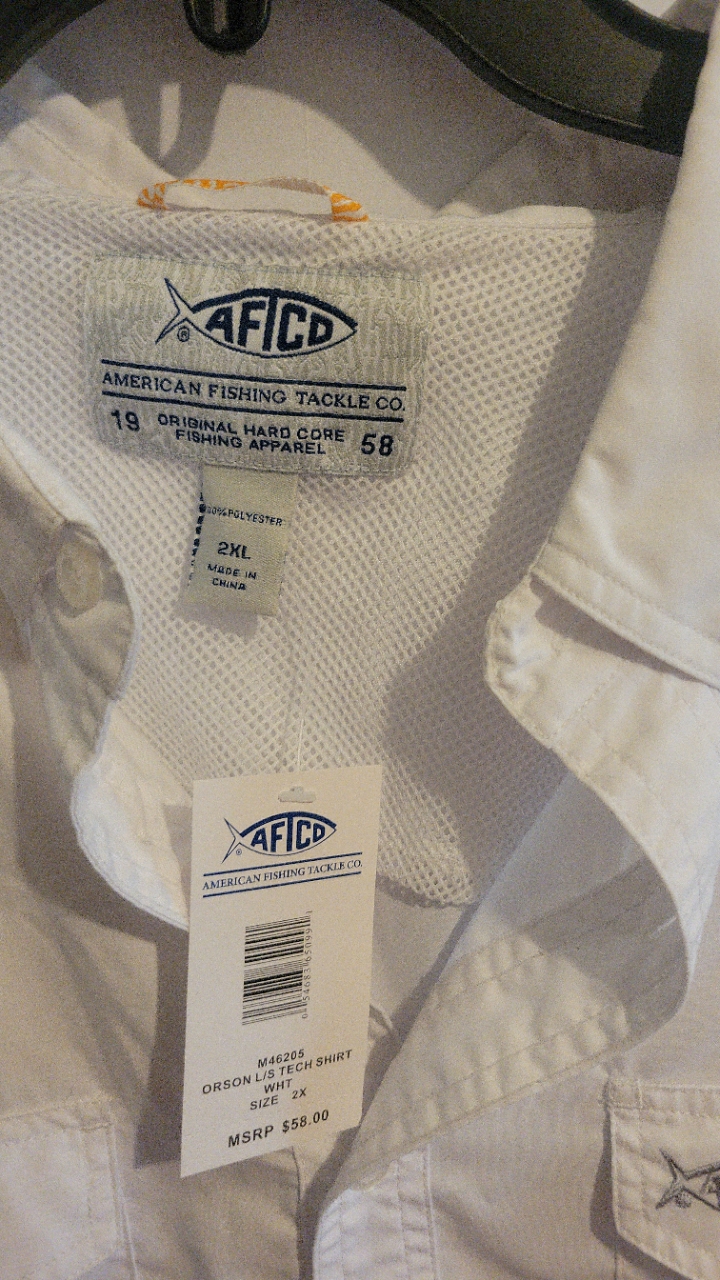 AFTCO
®
AMERICAN FISHING TACKLE CO.
19 ORIGINAL HARD CORE 58
FISHING APPAREL
POLYESTER
2XL
MADE IN
CHINA
AFTCO
®
AMERICAN FISHING TACKLE CO.
M46205
ORSON L/S TECH SHIRT
WHT
SIZE 2X
MSRP $58.00